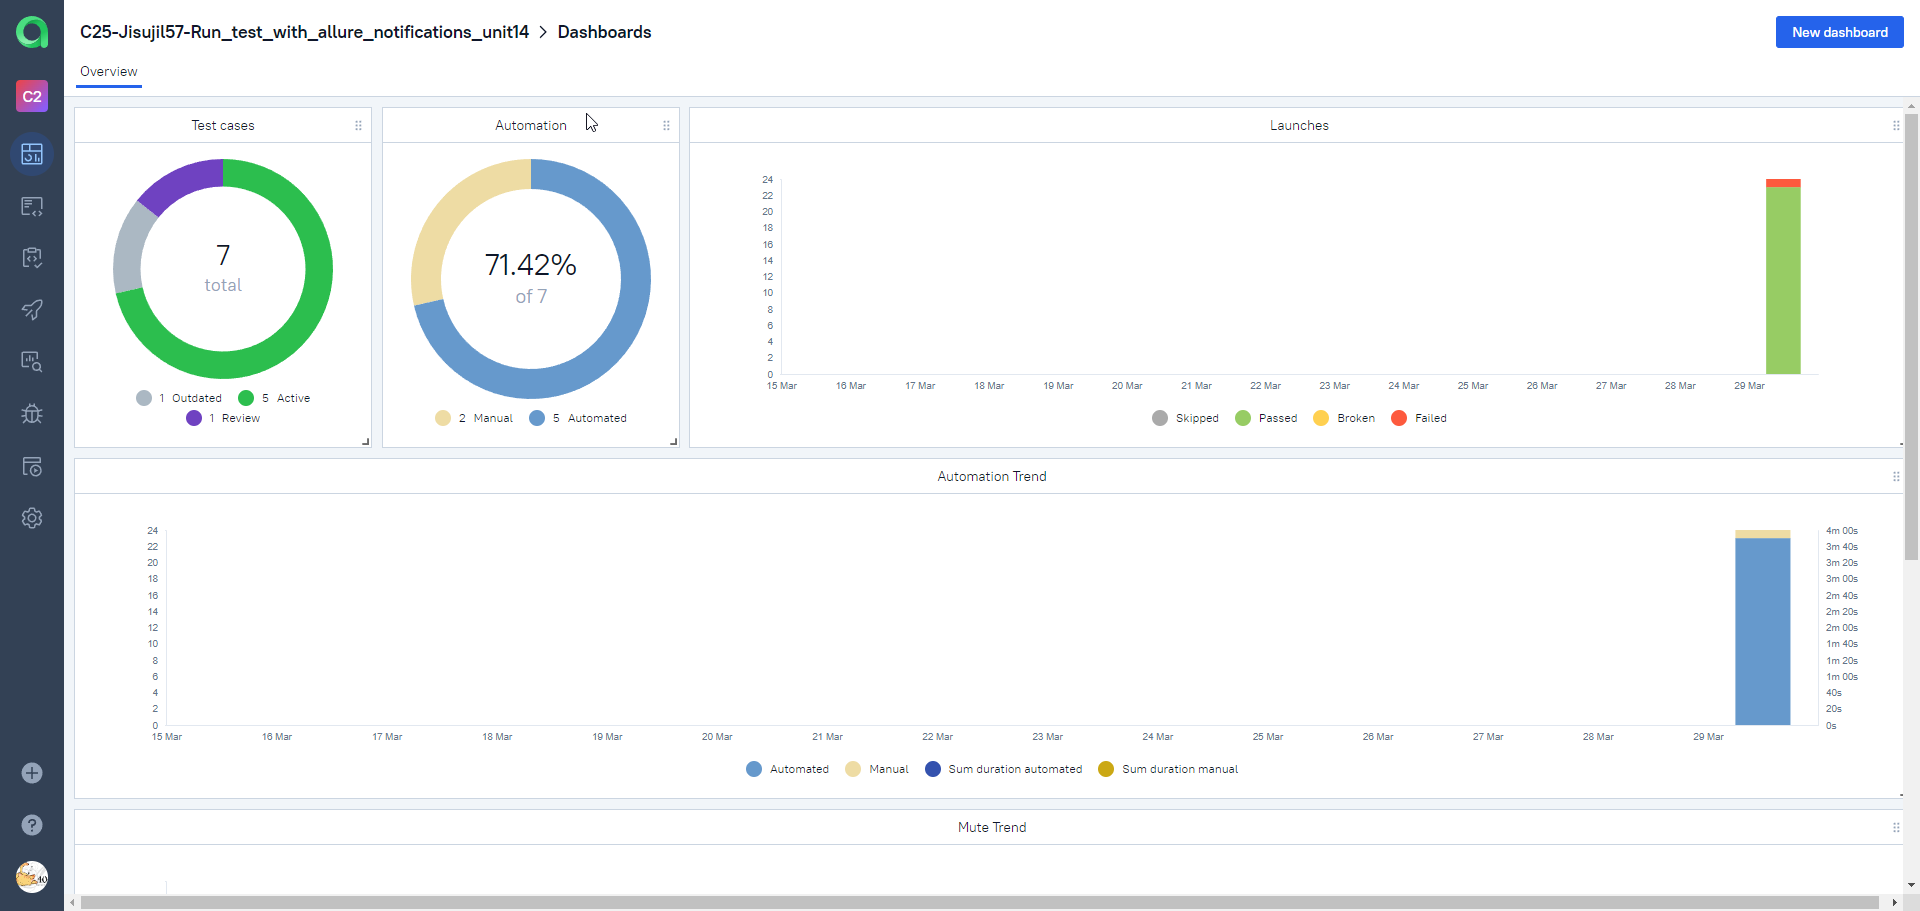 C25-Jisujil57-Run_test_with_allure_notifications_unit14 > Dashboards
New dashboard
Overview
C2
Test cases
7
total
1 Outdated 5 Active
1 Review
Automation
71.42%
of 7
2 Manual 5 Automated
Launches
24
22
20
18
16
14
12
10
8
6
4
2
0
15 Mar 16 Mar 17 Mar 18 Mar 19 Mar 20 Mar 21 Mar 22 Mar 23 Mar 24 Mar 25 Mar 26 Mar 27 Mar 28 Mar 29 Mar
Skipped Passed Broken Failed
Automation Trend
24
22
20
18
16
14
12
10
8
6
4
2
0
4m 00s
3m 40s
3m 20s
3m 00s
2m 40s
2m 20s
2m 00s
1m 40s
1m 20s
1m 00s
40s
20s
0s
15 Mar 16 Mar 17 Mar 18 Mar 19 Mar 20 Mar 21 Mar 22 Mar 23 Mar 24 Mar 25 Mar 26 Mar 27 Mar 28 Mar 29 Mar
Automated Manual Sum duration automated Sum duration manual
Mute Trend